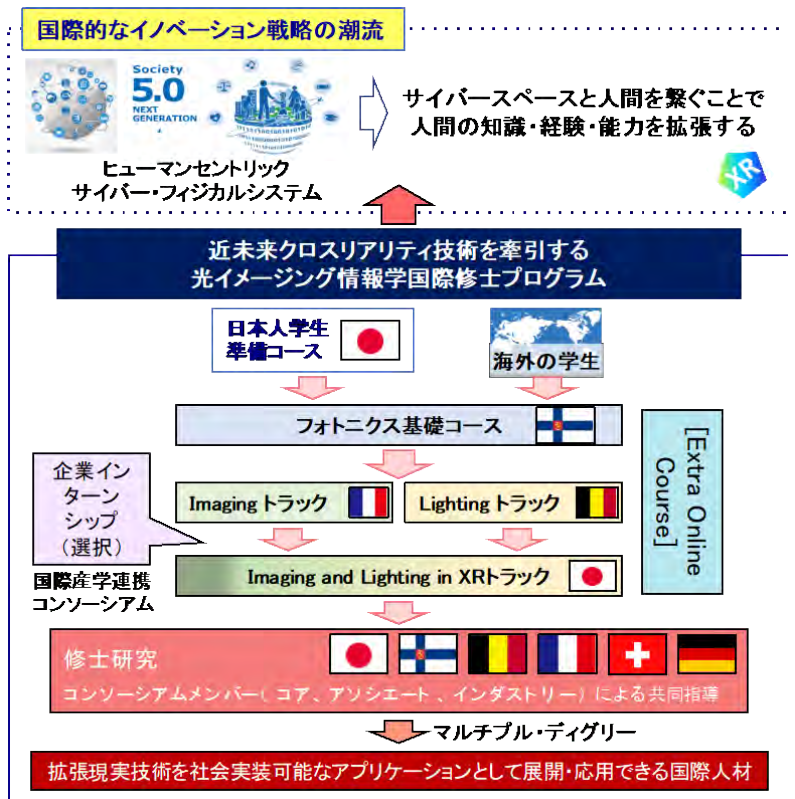 国際的なイノベーション戦略の潮流
Society
5.0
NEXT
GENERATION
サイバースペースと人間を繋ぐことで
人間の知識・経験・能力を拡張する
ヒューマンセントリック
サイバー・フィジカルシステム
XR
近未来クロスリアリティ技術を牽引する
光イメージング情報学国際修士プログラム
日本人学生
準備コース
海外の学生
フォトニクス基礎コース
[Extra Online
Course]
企業イン
ターン
シップ
(選択)
Imaging トラック
Lighting トラック
国際産学連携
コンソーシアム
Imaging and Lighting in XRトラック
修士研究
コンソーシアムメンバー( コア、アソシエート 、インダストリー) による共同指導
マルチプル・ディグリー
拡張現実技術を社会実装可能なアプリケーションとして展開・応用できる国際人材